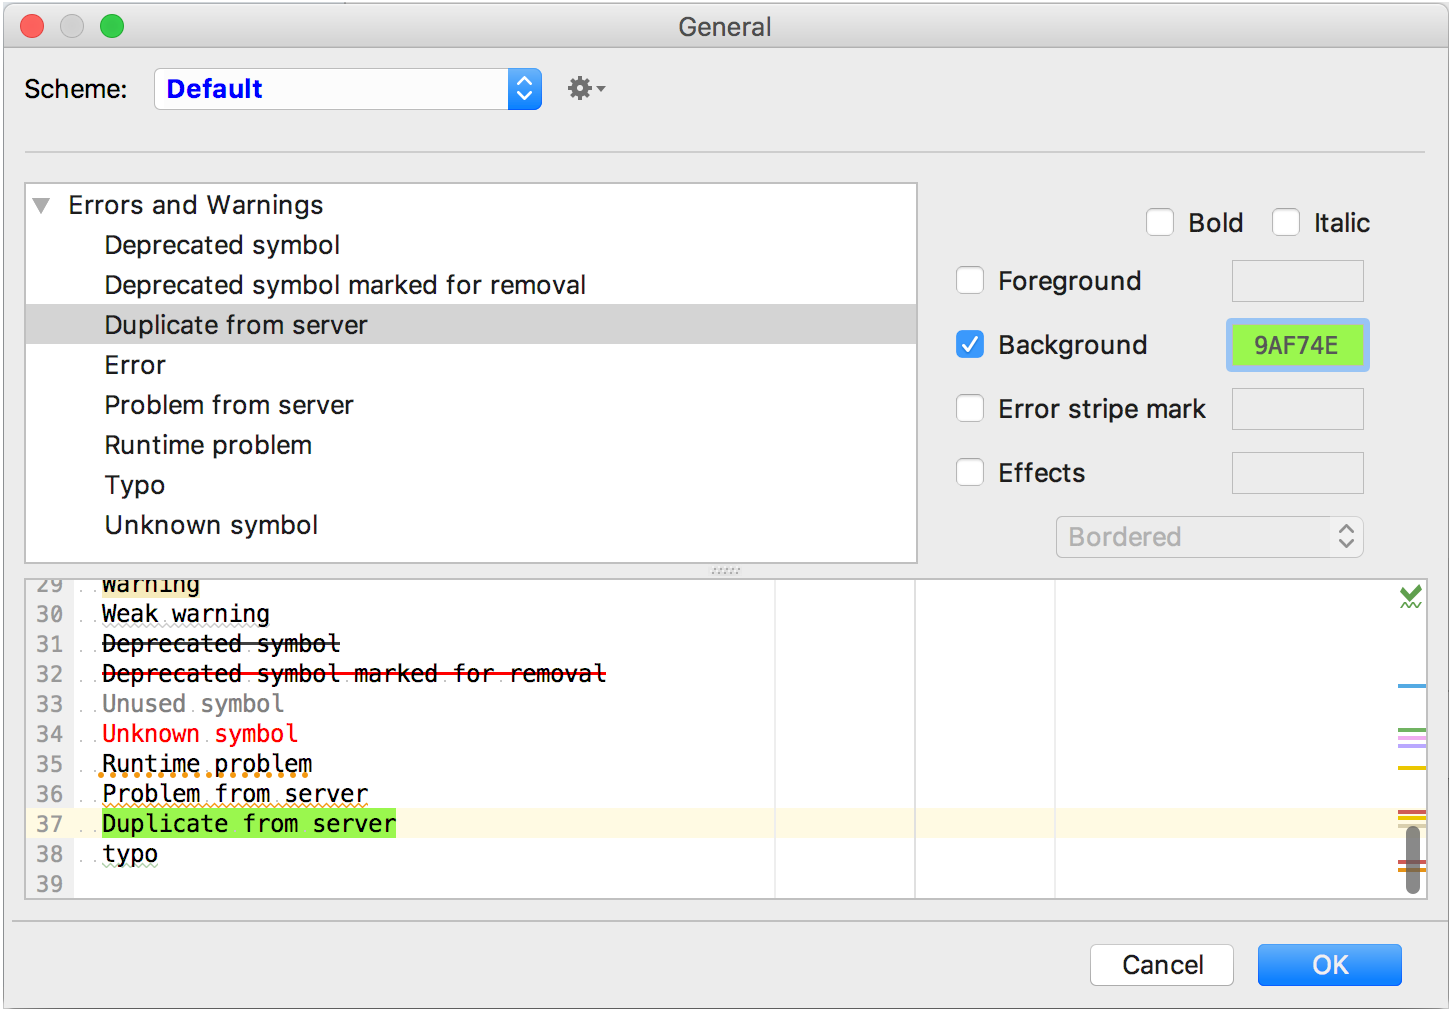 General
Scheme: Default
Errors and Warnings
Deprecated symbol
Deprecated symbol marked for removal
Duplicate from server
Error
Problem from server
Runtime problem
Typo
Unknown symbol
Bold Italic
Foreground
Background 9AF74E
Error stripe mark
Effects
Bordered
29 Warning
30 Weak warning
31 Deprecated symbol
32 Deprecated symbol marked for removal
33 Unused symbol
34 Unknown symbol
35 Runtime problem
36 Problem from server
37 Duplicate from server
38 typo
39
Cancel OK